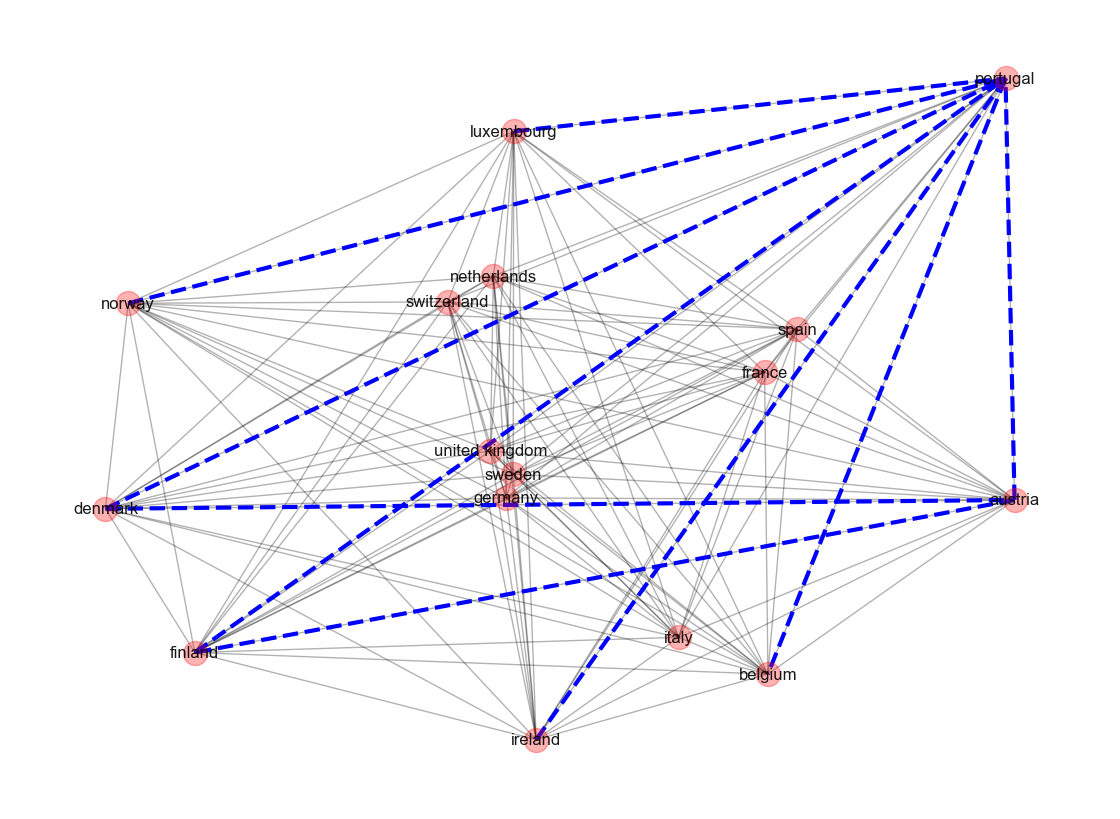 portugal
luxembourg
netherlands
norway
switzerland
spain
france
united kingdom
sweden
germany
denmark
austria
italy
finland
belgium
ireland